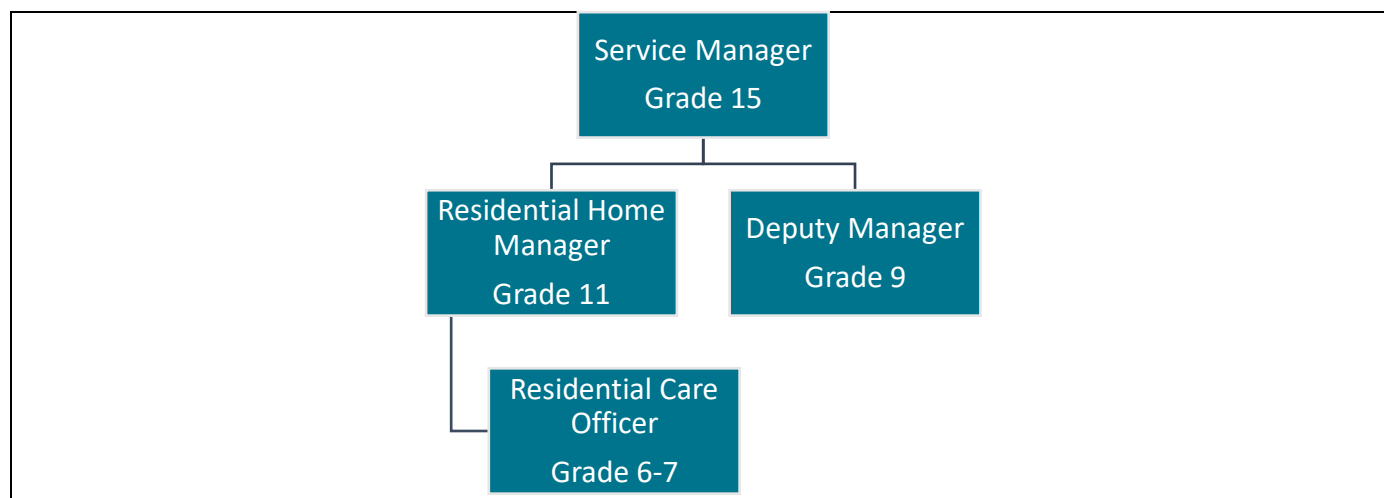 Service Manager
Grade 15
Residential Home
Manager
Grade 11
Deputy Manager
Grade 9
Residential Care
Officer
Grade 6-7